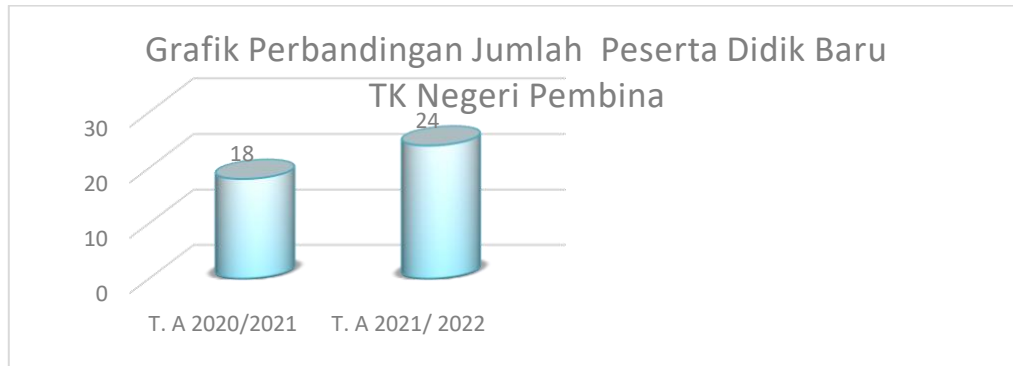 Grafik Perbandingan Jumlah Peserta Didik Baru
TK Negeri Pembina
30
20
10
0
18
24
T. A 2020/2021
T. A 2021/ 2022